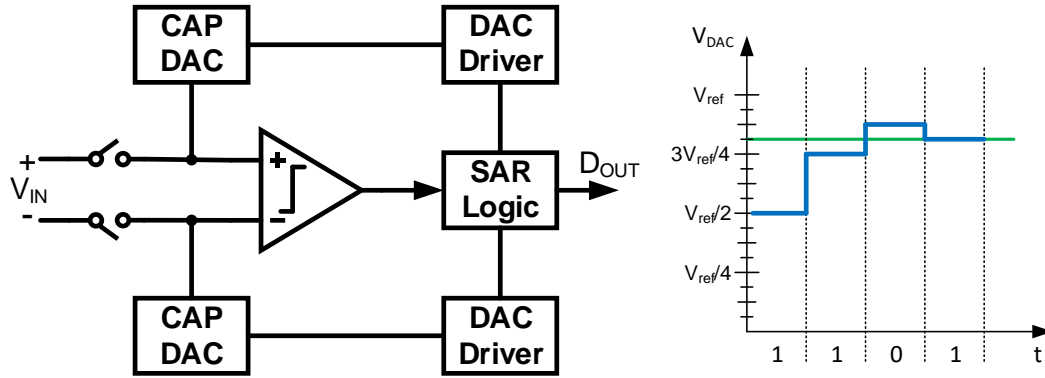 CAP
DAC
DAC
Driver
+
V_IN
-
+
-
SAR
Logic
D_OUT
CAP
DAC
DAC
Driver
V_DAC
V_ref
3V_ref/4
V_ref/2
V_ref/4
1 1 0 1 t